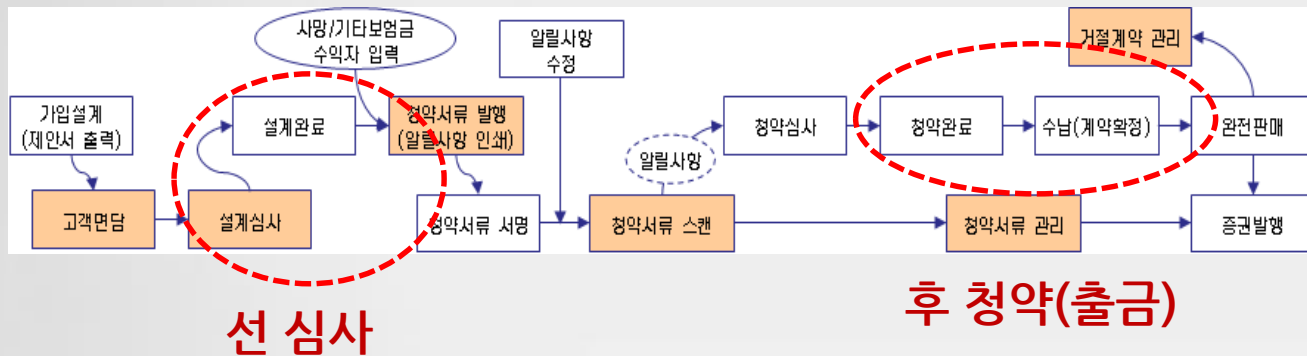 사망/기타보험금
수익자 입력
알릴사항
수정
거절계약 관리
가입설계
(제안서 출력)
설계완료
청약서류 발행
(알릴사항 인쇄)
청약심사
청약완료
수납(계약확정)
완전판매
알릴사항
고객면담
설계심사
청약서류 서명
청약서류 스캔
청약서류 관리
증권발행
선 심사
후 청약(출금)